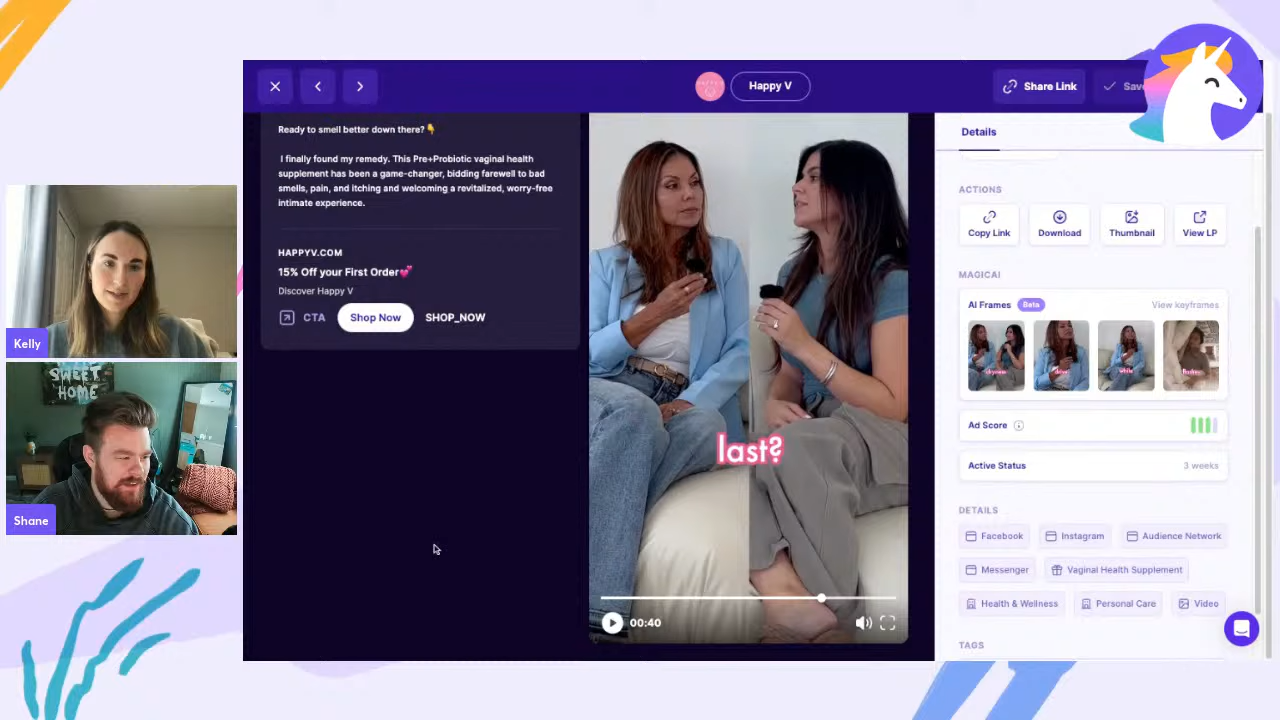 Happy V
Share Link
Save
Ready to smell better down there?👇
I finally found my remedy. This Pre+Probiotic vaginal health
supplement has been a game-changer, bidding farewell to bad
smells, pain, and itching and welcoming a revitalized, worry-free
intimate experience.
HAPPYV.COM
15% Off your First Order💕
Discover Happy V
CTA
Shop Now
SHOP_NOW
last?
00:40
Details
ACTIONS
Copy Link
Download
Thumbnail
View LP
MAGICAI
AI Frames
Beta
View keyframes
while
Ad Score
Active Status
3 weeks
DETAILS
Facebook
Instagram
Audience Network
Messenger
Vaginal Health Supplement
Health & Wellness
Personal Care
Video
TAGS
Kelly
SWEET
HOME
Shane